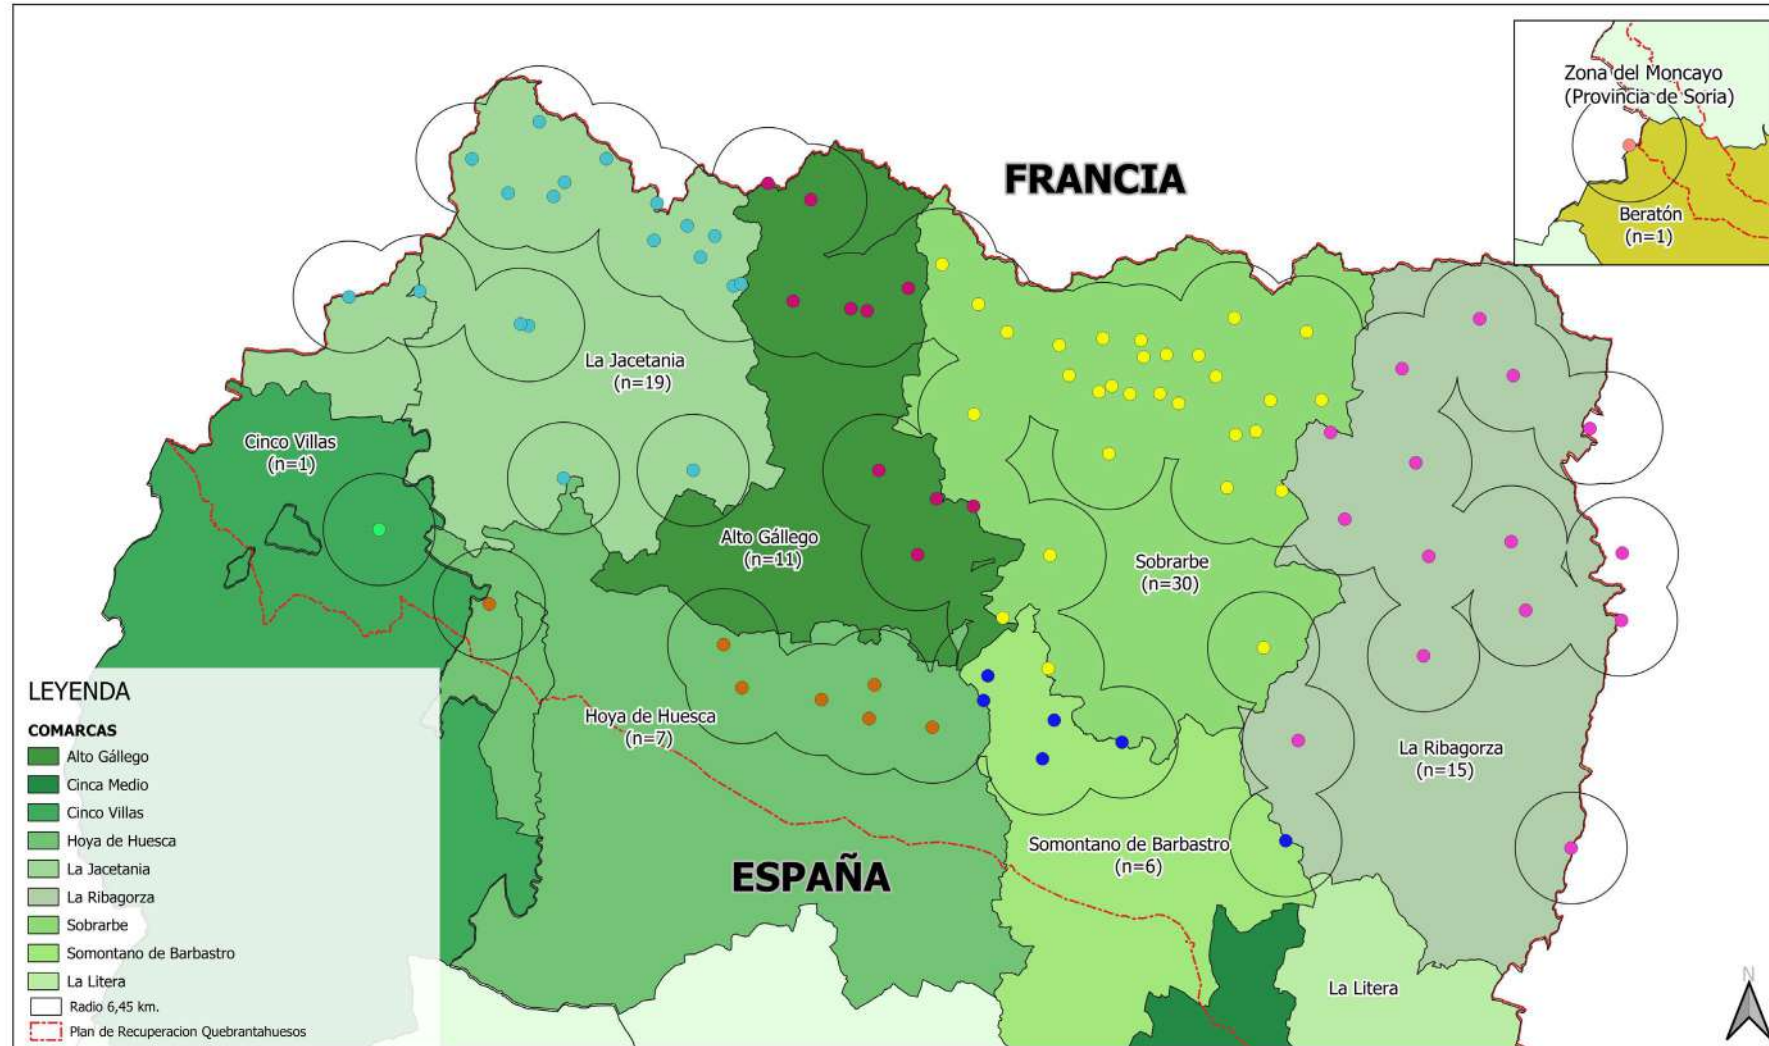 FRANCIA
Zona del Moncayo
(Provincia de Soria)
Beratón
(n=1)
La Jacetania
(n=19)
Cinco Villas
(n=1)
Alto Gállego
(n=11)
Sobrarbe
(n=30)
Hoya de Huesca
(n=7)
La Ribagorza
(n=15)
Somontano de Barbastro
(n=6)
ESPAÑA
La Litera
N
LEYENDA
COMARCAS
Alto Gállego
Cinca Medio
Cinco Villas
Hoya de Huesca
La Jacetania
La Ribagorza
Sobrarbe
Somontano de Barbastro
La Litera
Radio 6,45 km.
Plan de Recuperacion Quebrantahuesos